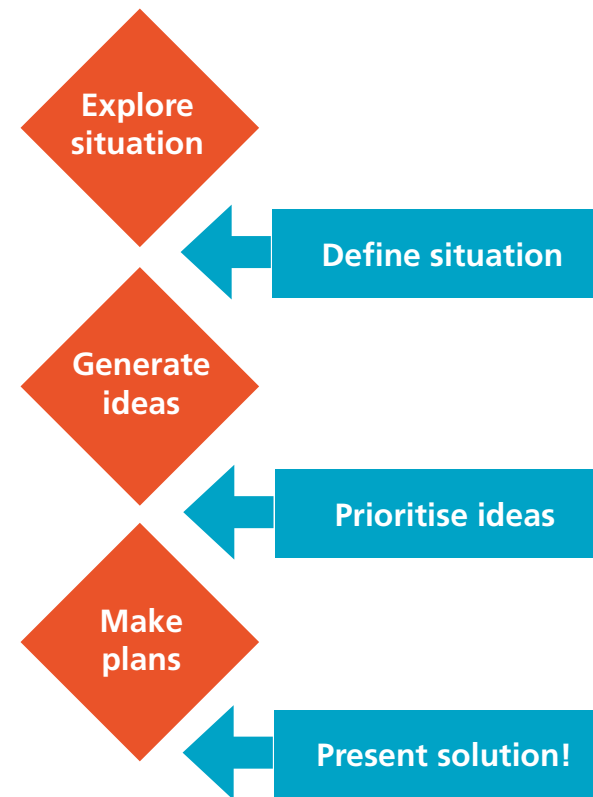 Explore
situation
Define situation
Generate
ideas
Prioritise ideas
Make
plans
Present solution!